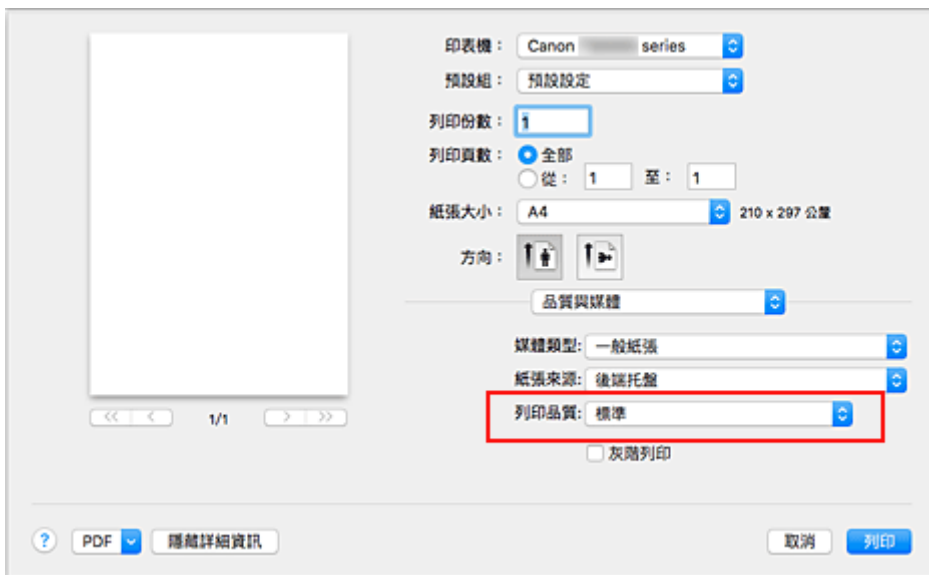 印表機： Canon series
預設組： 預設設定
列印份數： 1
列印頁數： 全部
從： 1 至： 1
紙張大小： A4 210 x 297 公釐
方向：
品質與媒體
媒體類型: 一般紙張
紙張來源: 後端托盤
列印品質: 標準
灰階列印
<< < 1/1 > >>
? PDF 隱藏詳細資訊 取消 列印